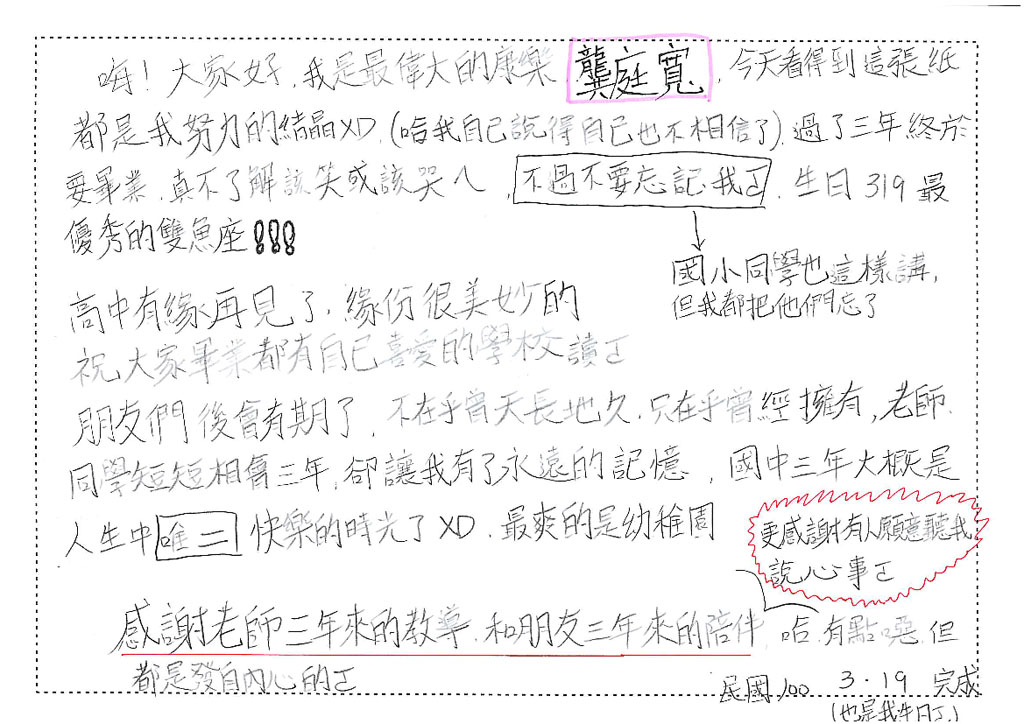 嗨！大家好，我是最偉大的康樂，龔庭寬，今天看得到這張紙
都是我努力的結晶XD，(哈我自己說得自己也不相信了)，過了三年終於
要畢業，真不了解該笑或該哭ㄟ，不過不要忘記我ㄛ，生日319最
優秀的雙魚座!!!
國小同學也這樣講，
但我都把他們忘了
高中有緣再見了，緣份很美妙的
祝大家畢業都有自己喜愛的學校讀ㄛ
朋友們後會有期了，不在乎曾天長地久，只在乎曾經擁有，老師、
同學短短相會三年，卻讓我有了永遠的記憶，國中三年大概是
人生中唯二快樂的時光了XD，最爽的是幼稚園
更感謝有人願意聽我
說心事ㄛ
感謝老師三年來的教導，和朋友三年來的陪伴，哈，有點噁，但
都是發自內心的ㄛ
民國100 3.19 完成
(也是我生日ㄛ)